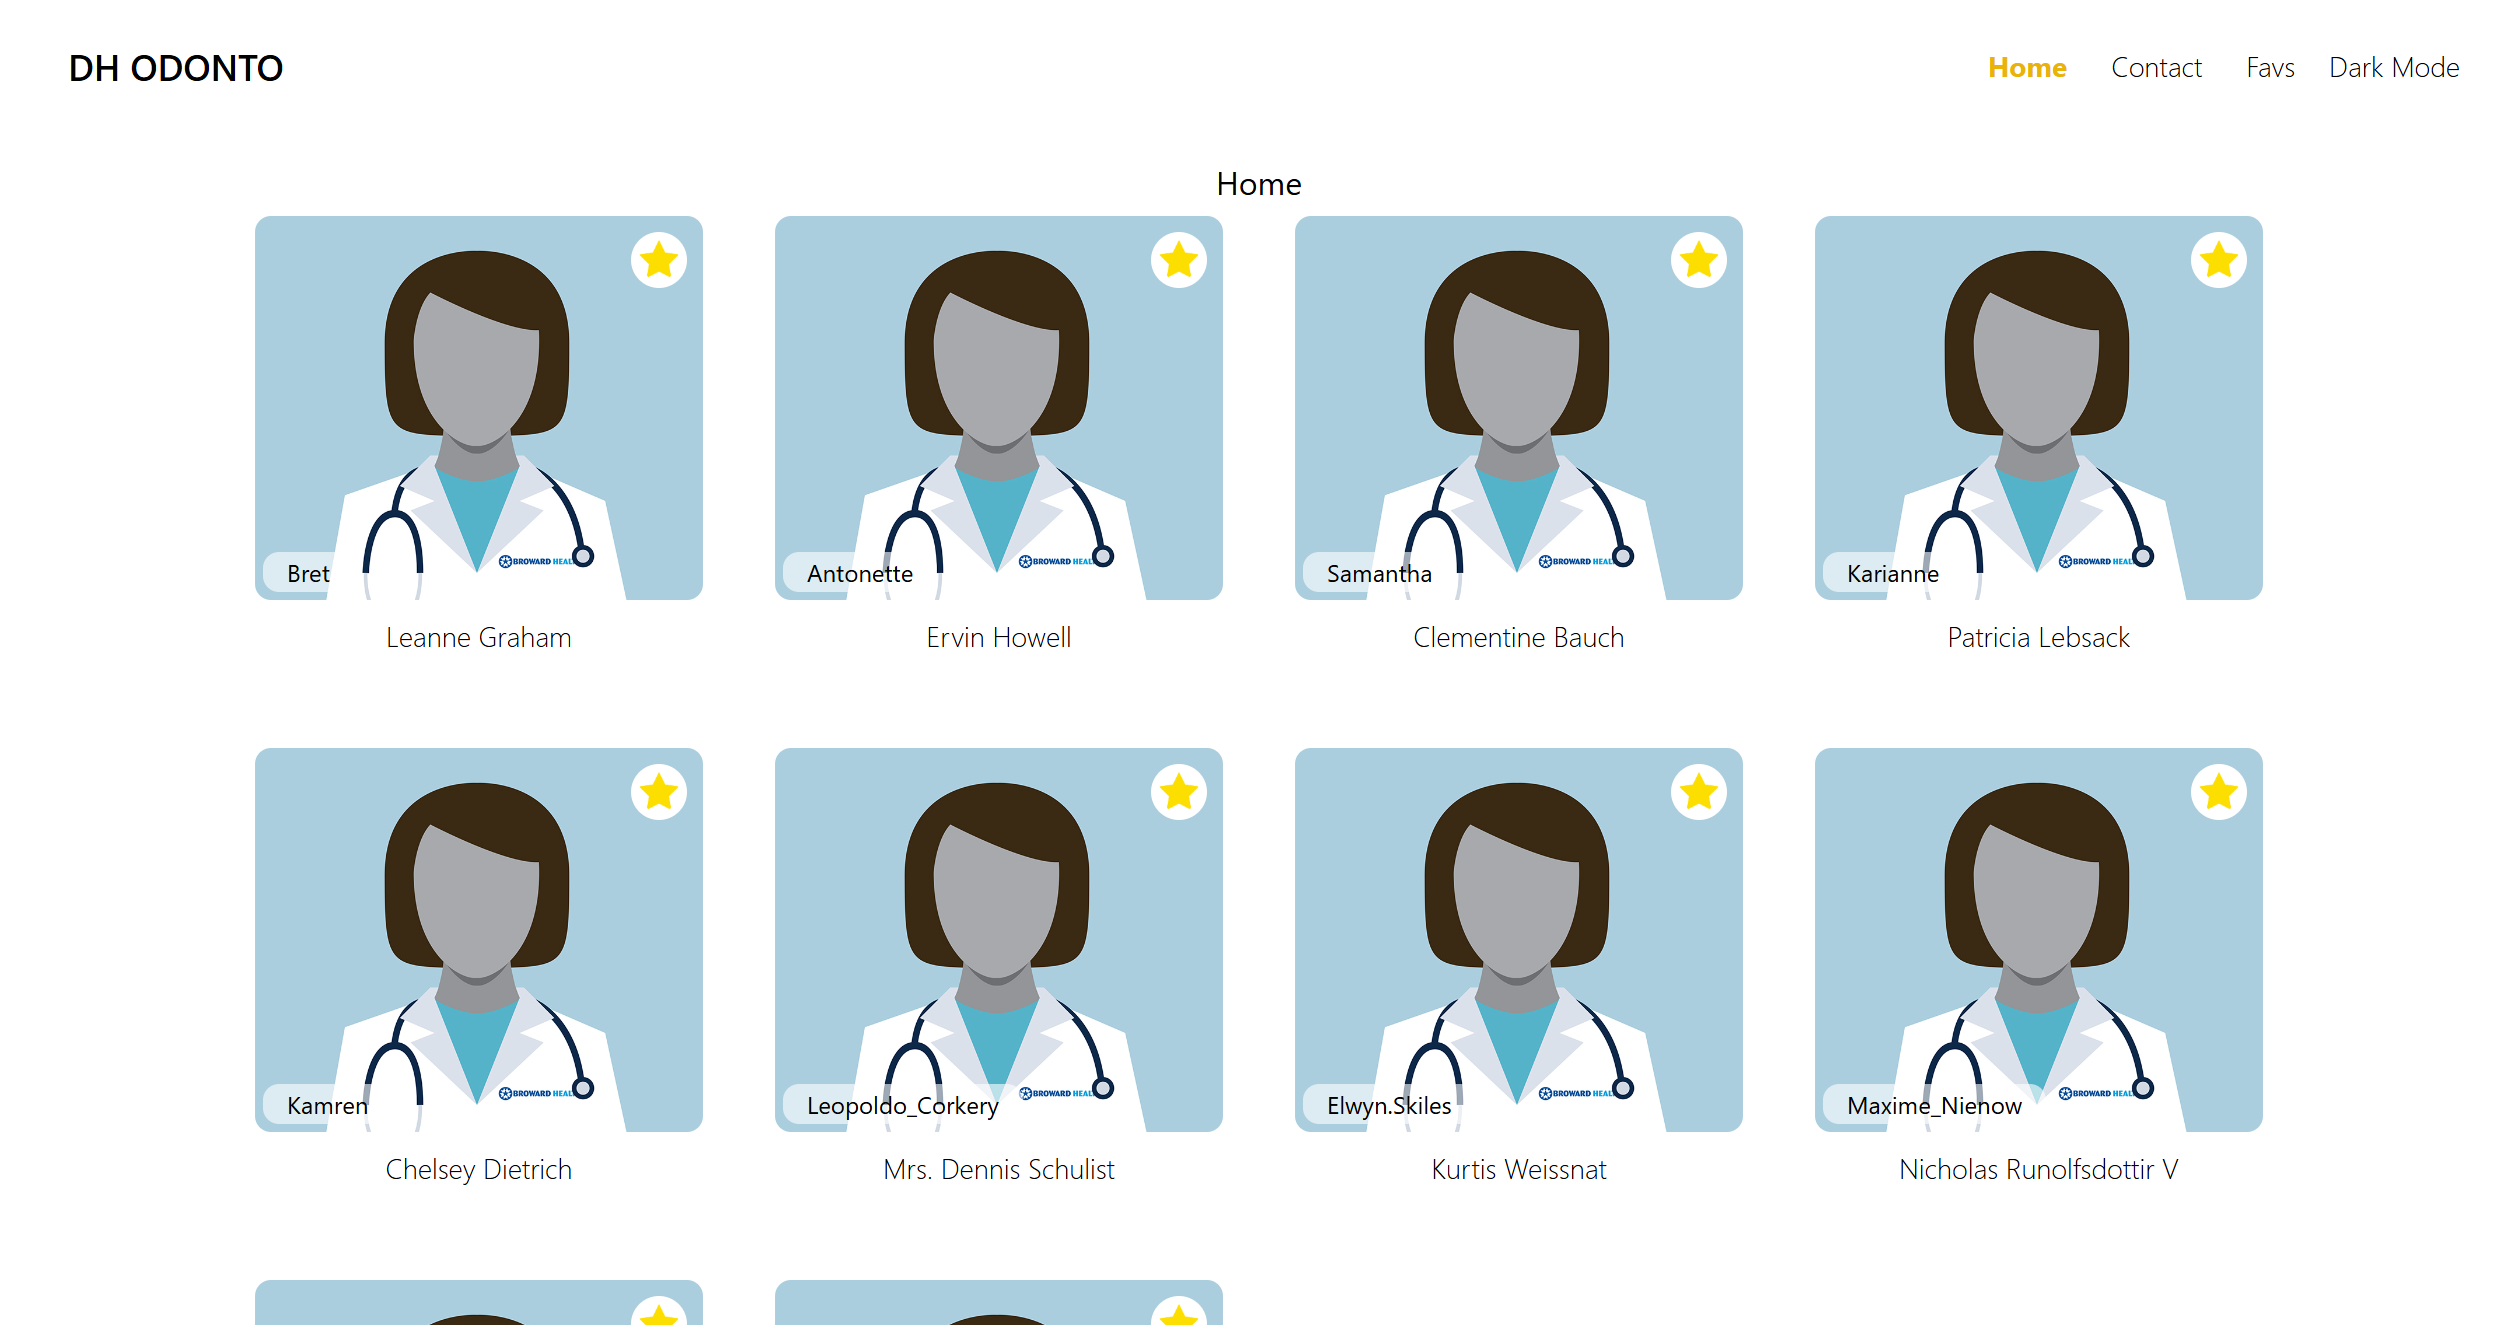 DH ODONTO
Home Contact Favs Dark Mode
Home
BROWARD HEAL
Bret
Leanne Graham
BROWARD HEAL
Antonette
Ervin Howell
BROWARD HEAL
Samantha
Clementine Bauch
BROWARD HEAL
Karianne
Patricia Lebsack
BROWARD HEAL
Kamren
Chelsey Dietrich
BROWARD HEAL
Leopoldo_Corkery
Mrs. Dennis Schulist
BROWARD HEAL
Elwyn.Skiles
Kurtis Weissnat
BROWARD HEAL
Maxime_Nienow
Nicholas Runolfsdottir V